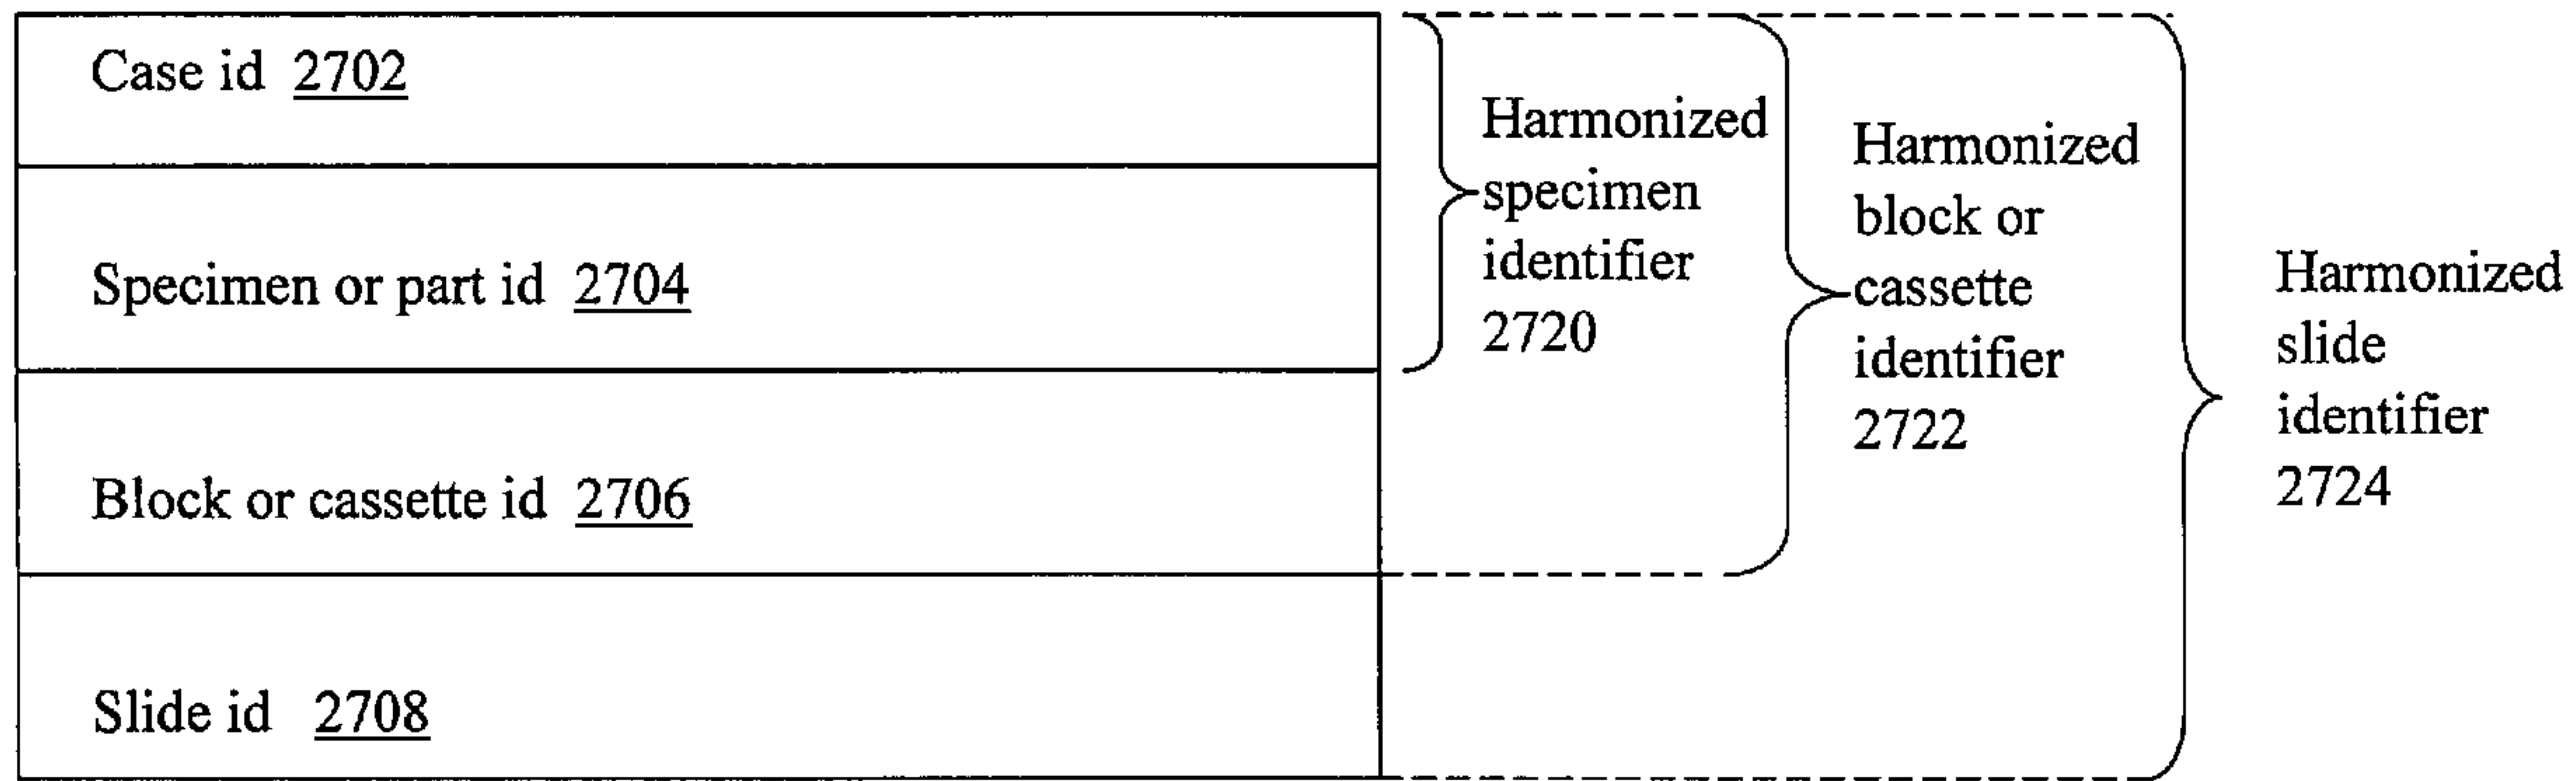 Case id 2702
Specimen or part id 2704
Block or cassette id 2706
Slide id 2708
Harmonized
specimen
identifier
2720
Harmonized
block or
cassette
identifier
2722
Harmonized
slide
identifier
2724